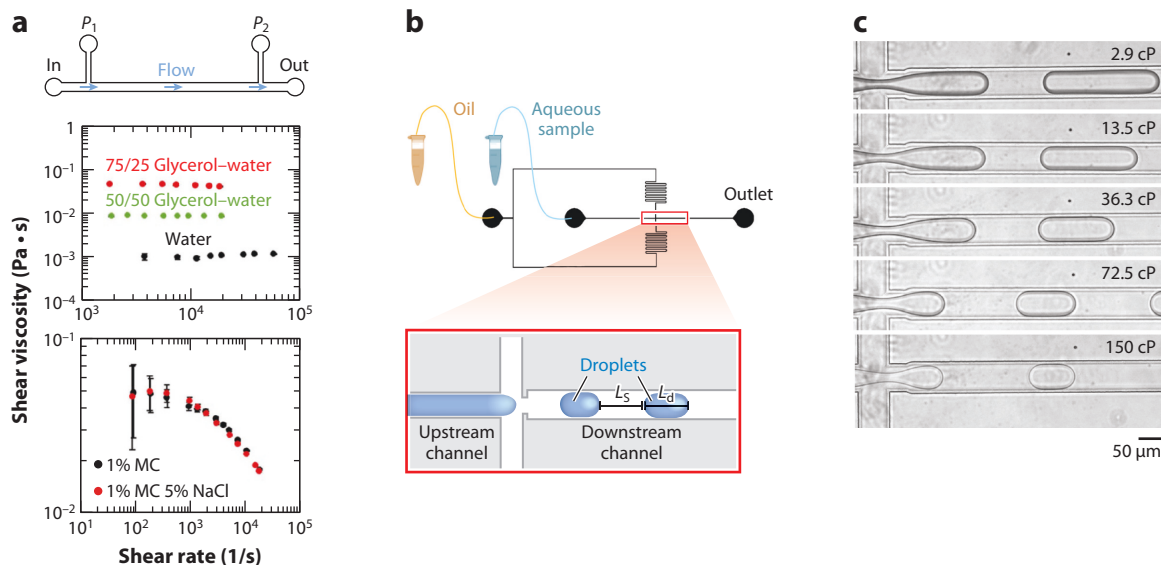 a
P1
P2
In
Flow
Out
Shear viscosity (Pa • s)
1
10⁻¹
10⁻²
10⁻³
10⁻⁴
75/25 Glycerol–water
50/50 Glycerol–water
Water
10³
10⁴
10⁵
10⁻¹
10⁻²
1% MC
1% MC 5% NaCl
10¹
10²
10³
10⁴
10⁵
Shear rate (1/s)
b
Oil
Aqueous
sample
Outlet
Droplets
LS
Ld
Upstream
channel
Downstream
channel
c
2.9 cP
13.5 cP
36.3 cP
72.5 cP
150 cP
50 μm